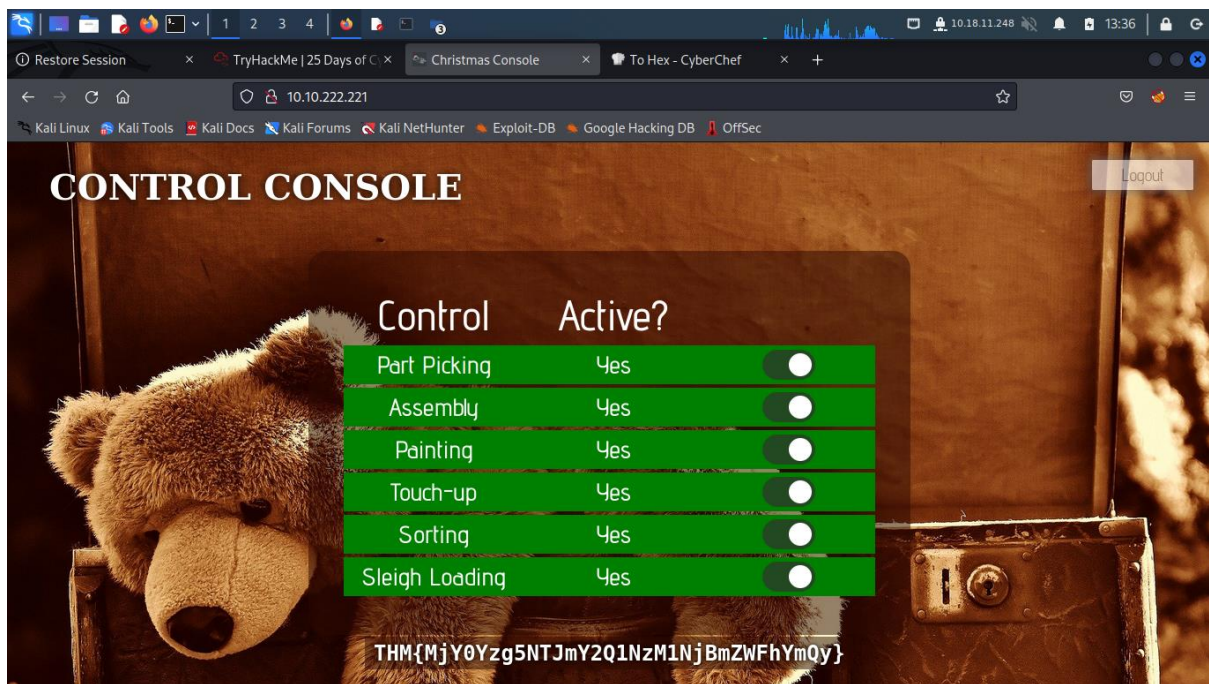 1 2 3 4
3
10.18.11.248
13:36
Restore Session
TryHackMe | 25 Days of Cy
Christmas Console
To Hex - CyberChef
10.10.222.221
Kali Linux Kali Tools Kali Docs Kali Forums Kali NetHunter Exploit-DB Google Hacking DB OffSec
CONTROL CONSOLE
Logout
Control Active?
Part Picking Yes
Assembly Yes
Painting Yes
Touch-up Yes
Sorting Yes
Sleigh Loading Yes
THM{MjY0Yzg5NTJmY2Q1NzM1NjBmZWFhYmQy}